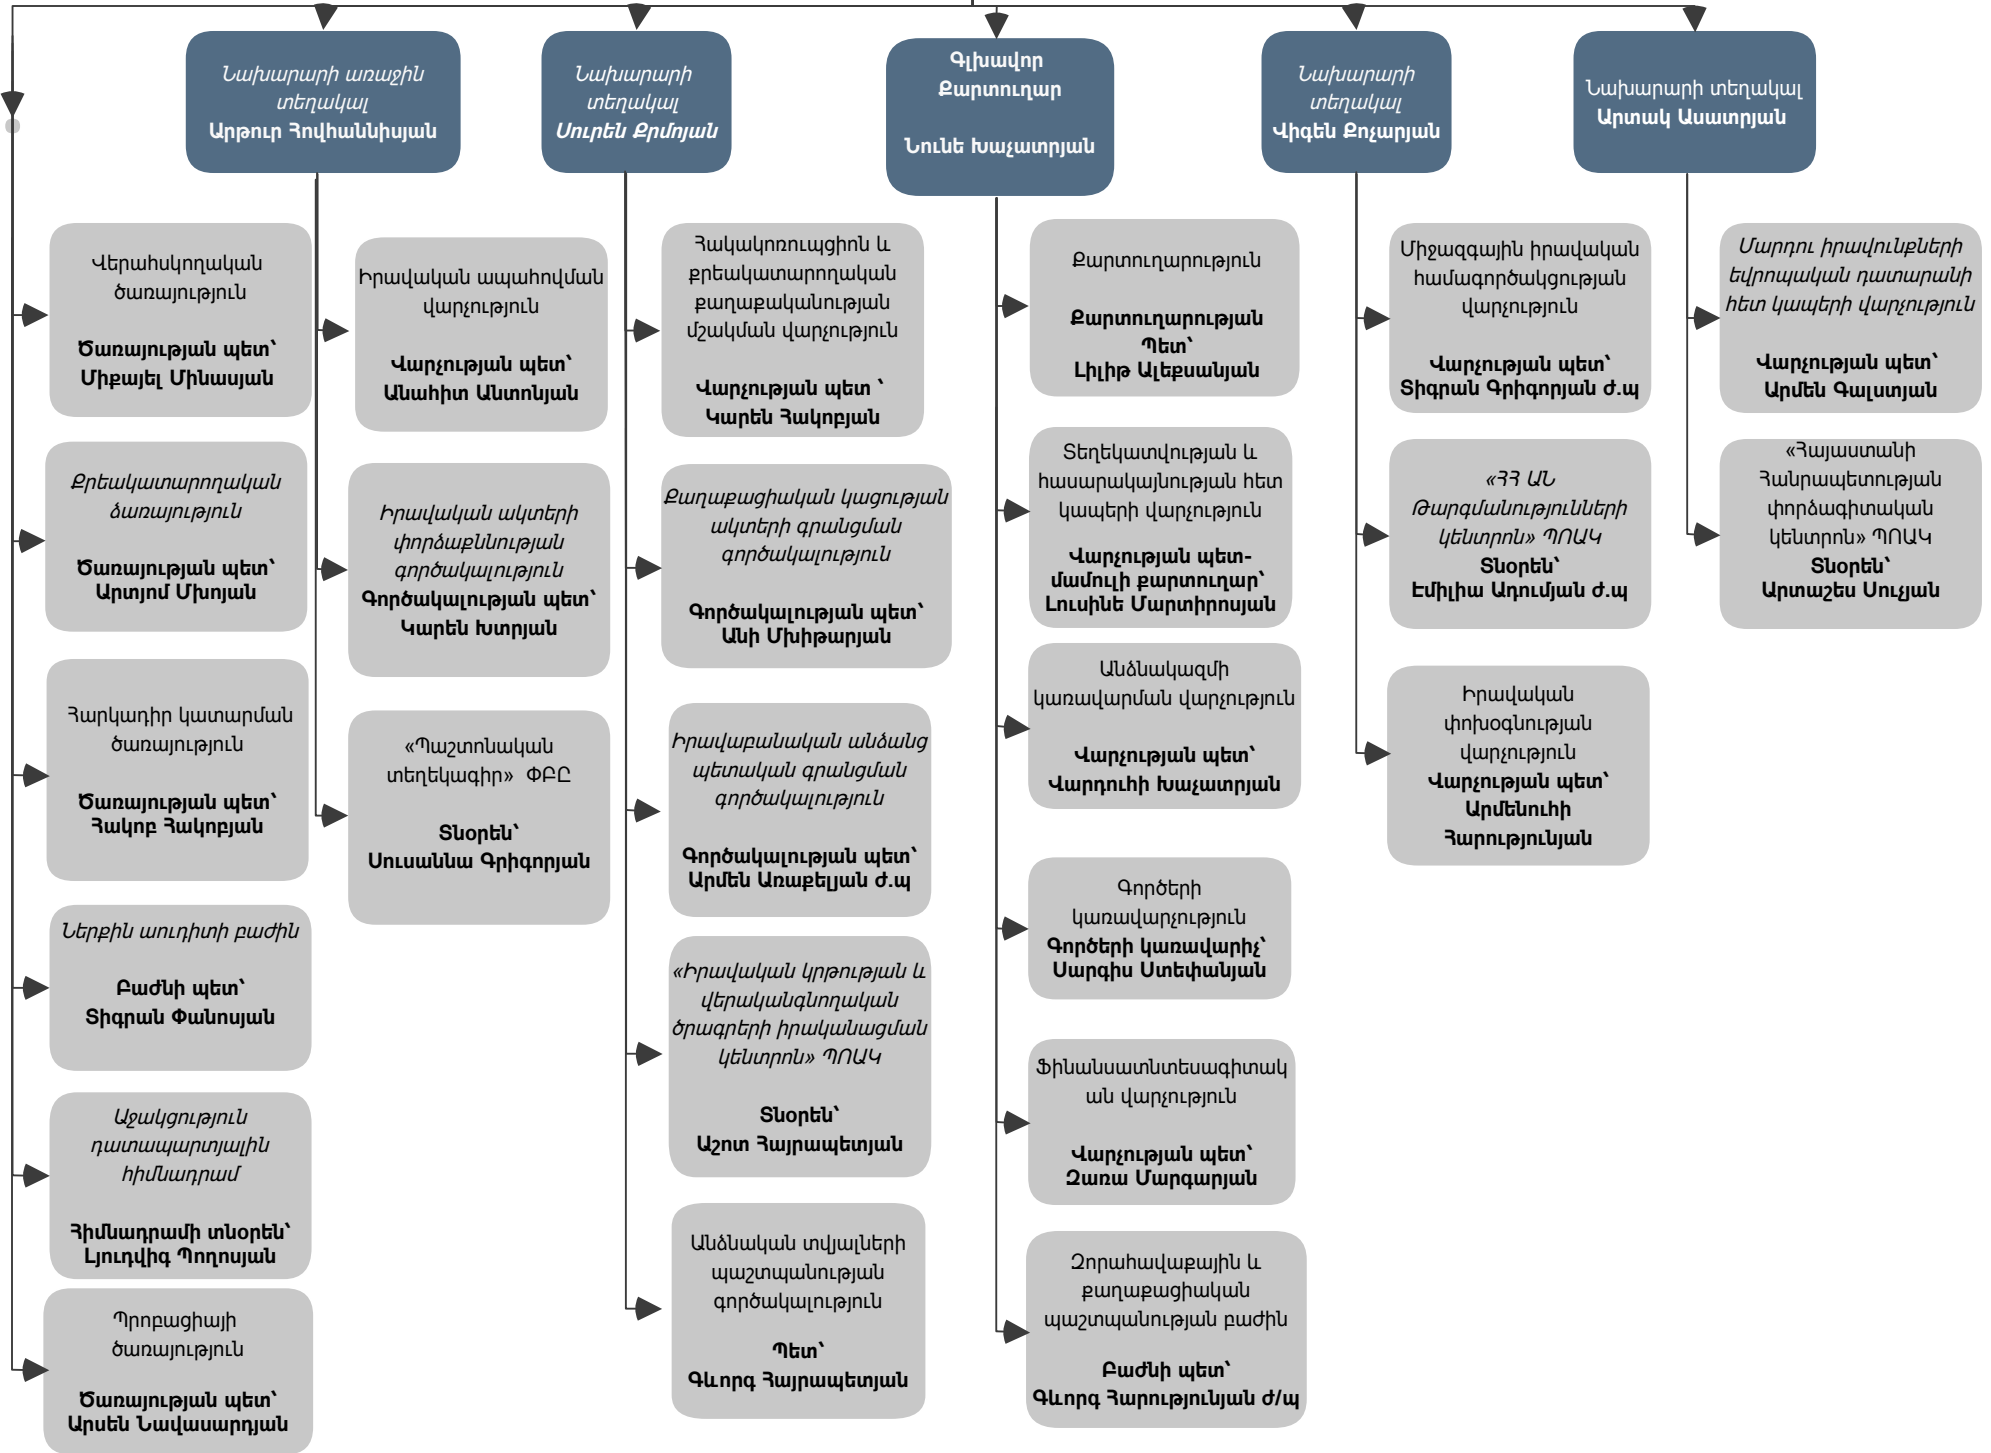 Նախարարի առաջին
տեղակալ
Արթուր Հովհաննիսյան
Նախարարի
տեղակալ
Սուրեն Քրմոյան
Գլխավոր
Քարտուղար
Նունե Խաչատրյան
Նախարարի
տեղակալ
Վիգեն Քոչարյան
Նախարարի տեղակալ
Արտակ Ասատրյան
Վերահսկողական
ծառայություն
Ծառայության պետ՝
Միքայել Մինասյան
Քրեակատարողական
ձառայություն
Ծառայության պետ՝
Արտյոմ Մխոյան
Հարկադիր կատարման
ծառայություն
Ծառայության պետ՝
Հակոբ Հակոբյան
Ներքին աուդիտի բաժին
Բաժնի պետ՝
Տիգրան Փանոսյան
Աջակցություն
դատապարտյալին
հիմնադրամ
Հիմնադրամի տնօրեն՝
Լյուդվիգ Պողոսյան
Պրոբացիայի
ծառայություն
Ծառայության պետ՝
Արսեն Նավասարդյան
Իրավական ապահովման
վարչություն
Վարչության պետ՝
Անահիտ Անտոնյան
Իրավական ակտերի
փորձաքննության
գործակալություն
Գործակալության պետ՝
Կարեն Խտրյան
«Պաշտոնական
տեղեկագիր»  ՓԲԸ
Տնօրեն՝
Սուսաննա Գրիգորյան
Հակակոռուպցիոն և
քրեակատարողական
քաղաքականության
մշակման վարչություն
Վարչության պետ ՝
Կարեն Հակոբյան
Քաղաքացիական կացության
ակտերի գրանցման
գործակալություն
Գործակալության պետ՝
Անի Մխիթարյան
Իրավաբանական անձանց
պետական գրանցման
գործակալություն
Գործակալության պետ՝
Արմեն Առաքելյան ժ.պ
«Իրավական կրթության և
վերականգնողական
ծրագրերի իրականացման
կենտրոն» ՊՈԱԿ
Տնօրեն՝
Աշոտ Հայրապետյան
Անձնական տվյալների
պաշտպանության
գործակալություն
Պետ՝
Գևորգ Հայրապետյան
Քարտուղարություն
Քարտուղարության
Պետ՝
Լիլիթ Ալեքսանյան
Տեղեկատվության և
հասարակայնության հետ
կապերի վարչություն
Վարչության պետ-
մամուլի քարտուղար՝
Լուսինե Մարտիրոսյան
Անձնակազմի
կառավարման վարչություն
Վարչության պետ՝
Վարդուհի Խաչատրյան
Գործերի
կառավարչություն
Գործերի կառավարիչ՝
Սարգիս Ստեփանյան
Ֆինանսատնտեսագիտակ
ան վարչություն
Վարչության պետ՝
Զառա Մարգարյան
Զորահավաքային և
քաղաքացիական
պաշտպանության բաժին
Բաժնի պետ՝
Գևորգ Հարությունյան ժ/պ
Միջազգային իրավական
համագործակցության
վարչություն
Վարչության պետ՝
Տիգրան Գրիգորյան ժ.պ
«ՀՀ ԱՆ
Թարգմանությունների
կենտրոն» ՊՈԱԿ
Տնօրեն՝
Էմիլիա Ադումյան ժ.պ
Իրավական
փոխօգնության
վարչություն
Վարչության պետ՝
Արմենուհի
Հարությունյան
Մարդու իրավունքների
եվրոպական դատարանի
հետ կապերի վարչություն
Վարչության պետ՝
Արմեն Գալստյան
«Հայաստանի
Հանրապետության
փորձագիտական
կենտրոն» ՊՈԱԿ
Տնօրեն՝
Արտաշես Սուչյան